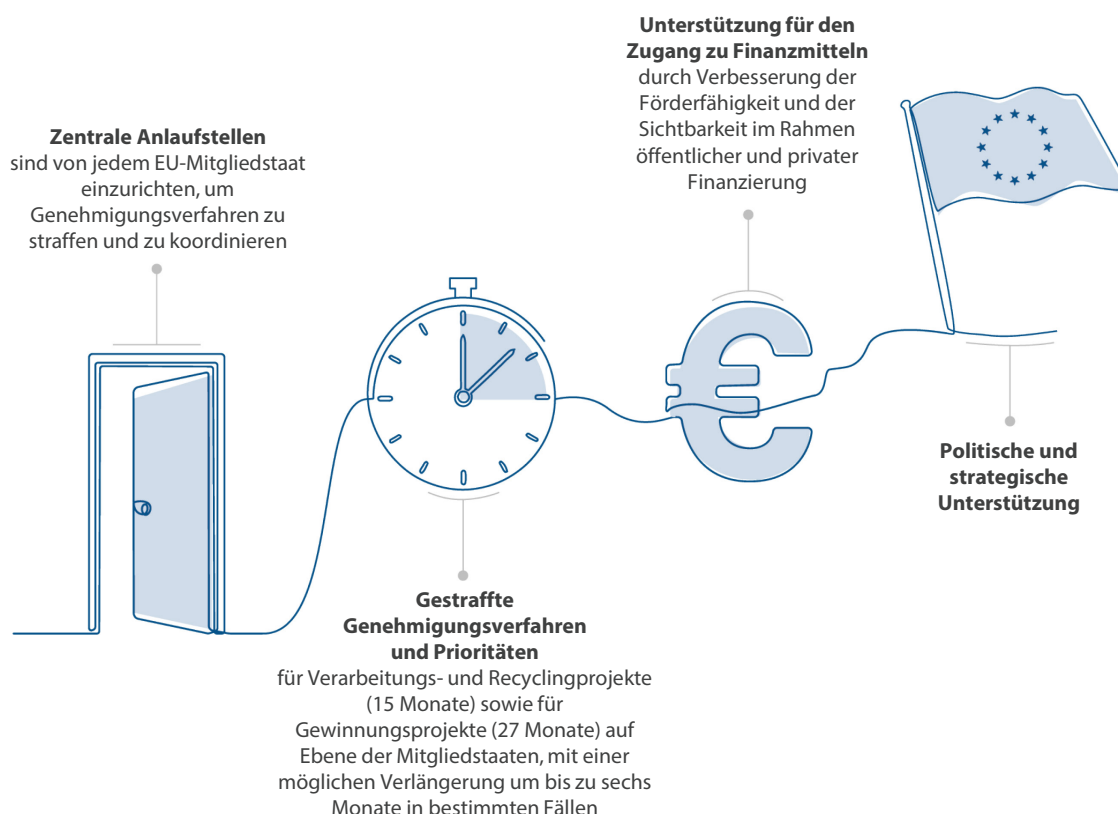 Zentrale Anlaufstellen
sind von jedem EU-Mitgliedstaat
einzurichten, um
Genehmigungsverfahren zu
straffen und zu koordinieren
Gestraffte
Genehmigungsverfahren
und Prioritäten
für Verarbeitungs- und Recyclingprojekte
(15 Monate) sowie für
Gewinnungsprojekte (27 Monate) auf
Ebene der Mitgliedstaaten, mit einer
möglichen Verlängerung um bis zu sechs
Monate in bestimmten Fällen
Unterstützung für den
Zugang zu Finanzmitteln
durch Verbesserung der
Förderfähigkeit und der
Sichtbarkeit im Rahmen
öffentlicher und privater
Finanzierung
Politische und
strategische
Unterstützung